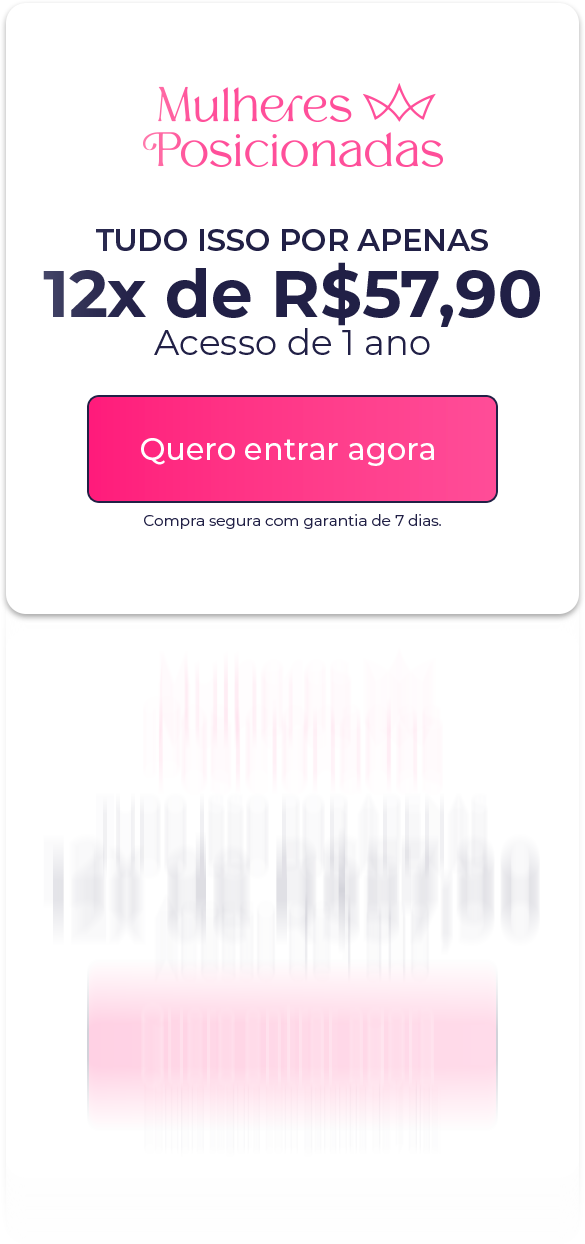 Mulheres
Posicionadas
TUDO ISSO POR APENAS
12x de R$57,90
Acesso de 1 ano
Quero entrar agora
Compra segura com garantia de 7 dias.